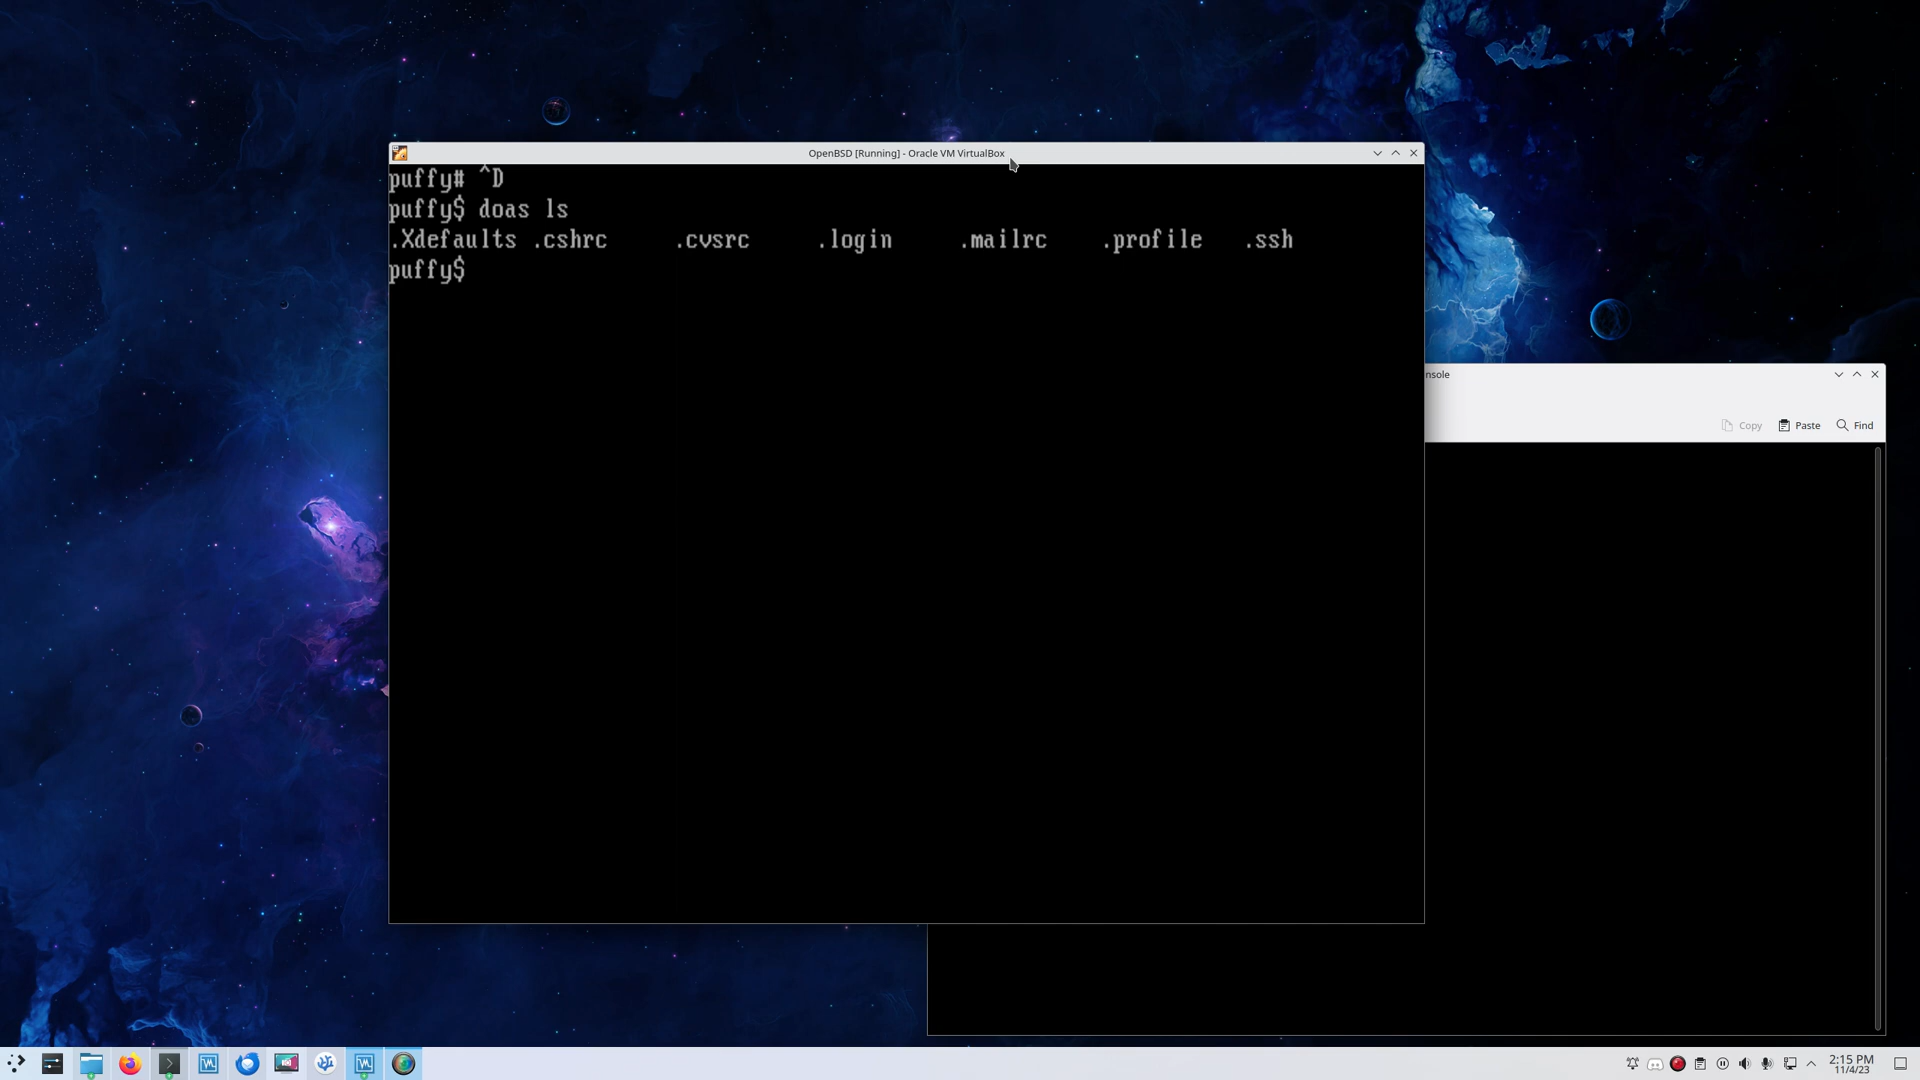 OpenBSD [Running] - Oracle VM VirtualBox
puffy# ^D
puffy$ doas ls
.Xdefaults .cshrc .cvsrc .login .mailrc .profile .ssh
puffy$
nsole
Copy Paste Find
2:15 PM
11/4/23